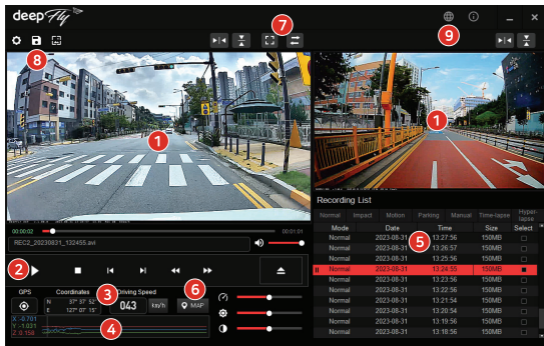 deep Fly
7
9
8
1
1
Recording List
Normal Impact Motion Parking Manual Time-lapse Hyper-lapse
Mode Date Time Size Select
00:00:02 00:01:01
REC2_20230831_132455.avi
Normal 2023-08-31 13:27:56 150MB
5
Normal 2023-08-31 13:26:57 150MB
Normal 2023-08-31 13:25:56 150MB
Normal 2023-08-31 13:24:55 150MB
Normal 2023-08-31 13:23:56 150MB
Normal 2023-08-31 13:22:56 150MB
Normal 2023-08-31 13:21:54 150MB
Normal 2023-08-31 13:20:54 150MB
Normal 2023-08-31 13:19:56 150MB
Normal 2023-08-31 13:18:56 150MB
2
GPS Coordinates 3 Driving Speed 6
N 37° 37' 52"
E 127° 07' 15"
043 km/h MAP
4
X -0.701
Y -1.031
Z 0.156